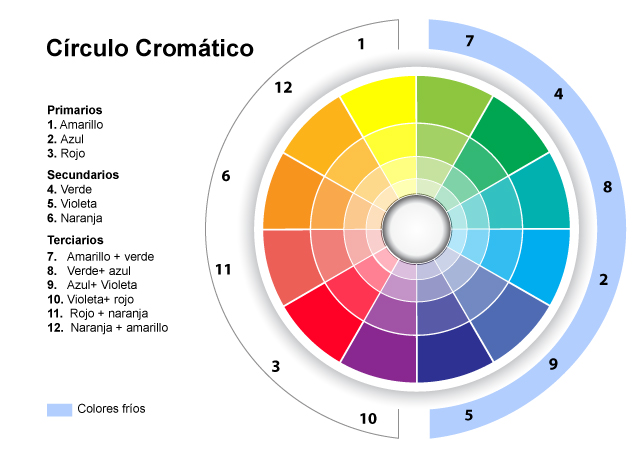 Círculo Cromático
Primarios
1. Amarillo
2. Azul
3. Rojo
Secundarios
4. Verde
5. Violeta
6. Naranja
Terciarios
7. Amarillo + verde
8. Verde+ azul
9. Azul+ Violeta
10. Violeta+ rojo
11. Rojo + naranja
12. Naranja + amarillo
Colores fríos
1
7
12
4
6
8
11
2
3
9
10
5